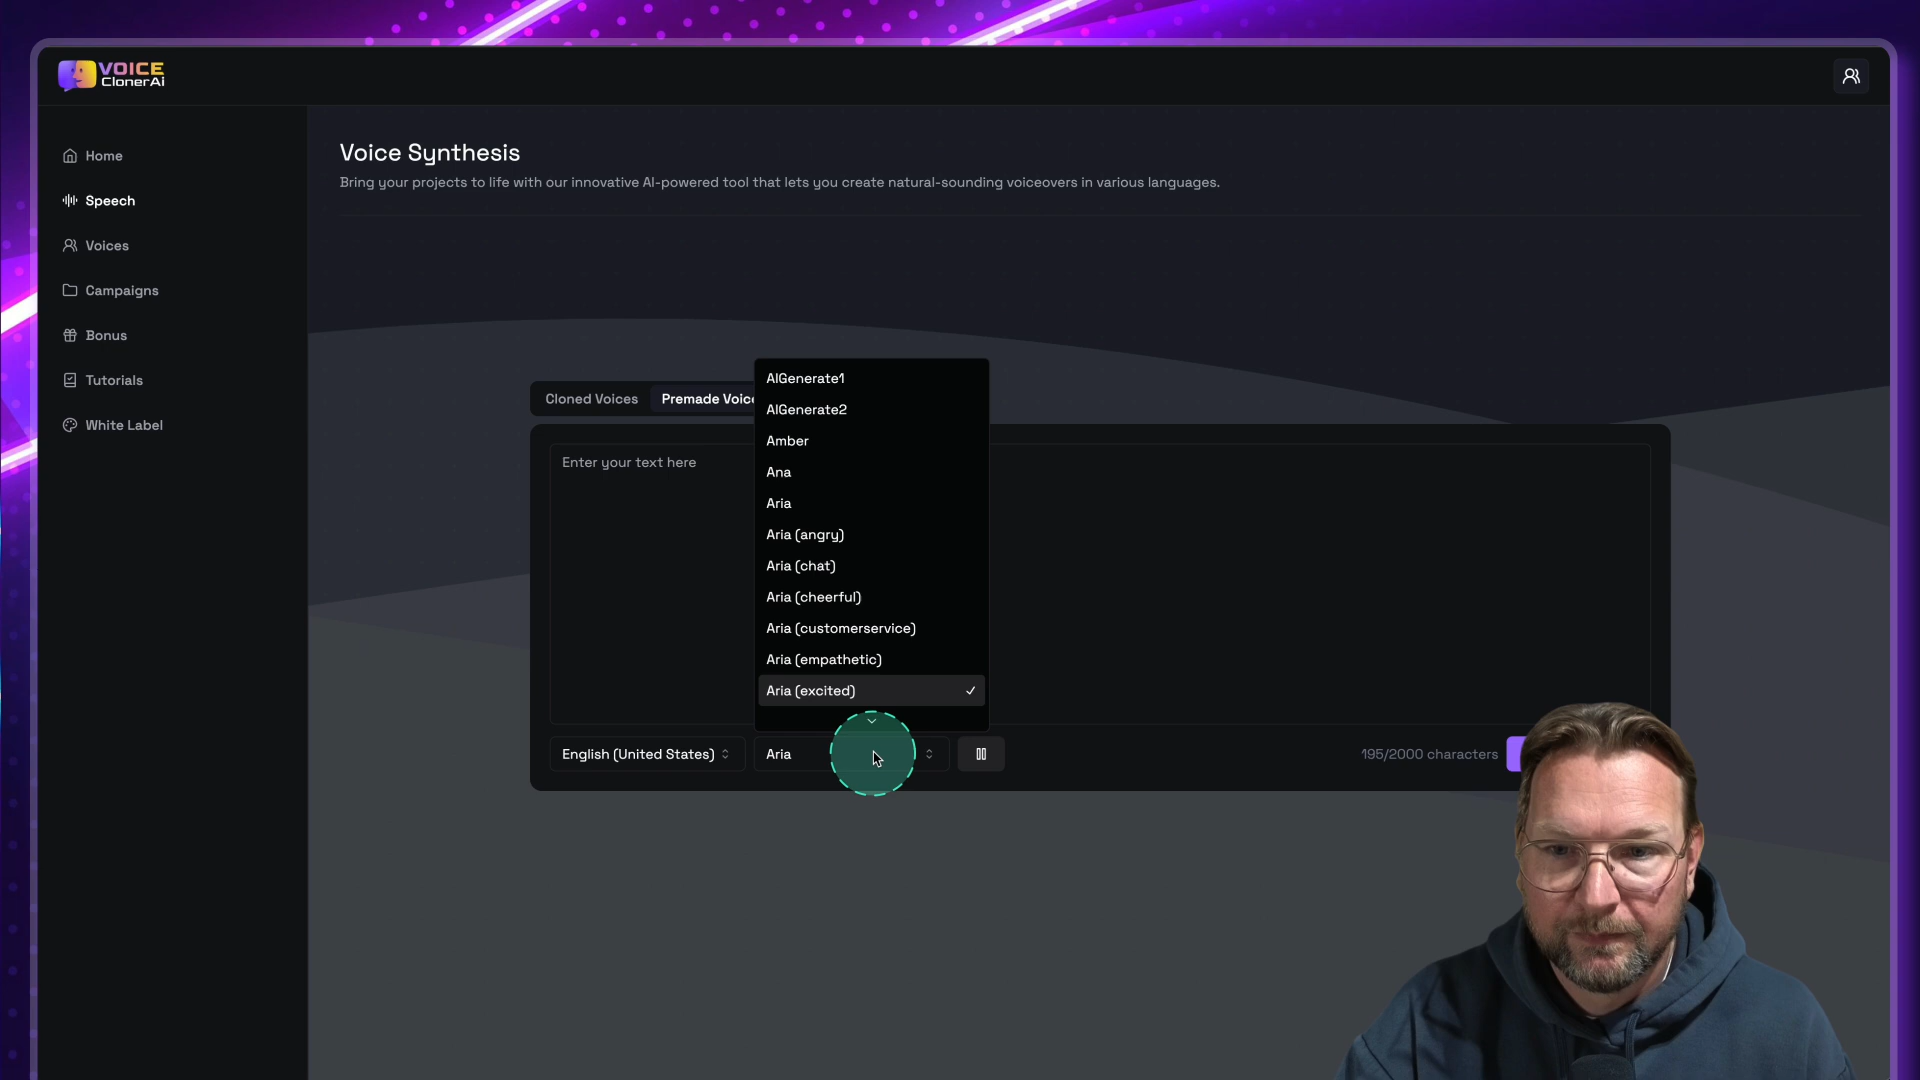 VOICE
ClonerAi
Home
Speech
Voices
Campaigns
Bonus
Tutorials
White Label
Voice Synthesis
Bring your projects to life with our innovative AI-powered tool that lets you create natural-sounding voiceovers in various languages.
Cloned Voices
Premade Voic
Enter your text here
AIGenerate1
AIGenerate2
Amber
Ana
Aria
Aria (angry)
Aria (chat)
Aria (cheerful)
Aria (customerservice)
Aria (empathetic)
Aria (excited)
English (United States)
Aria
195/2000 characters